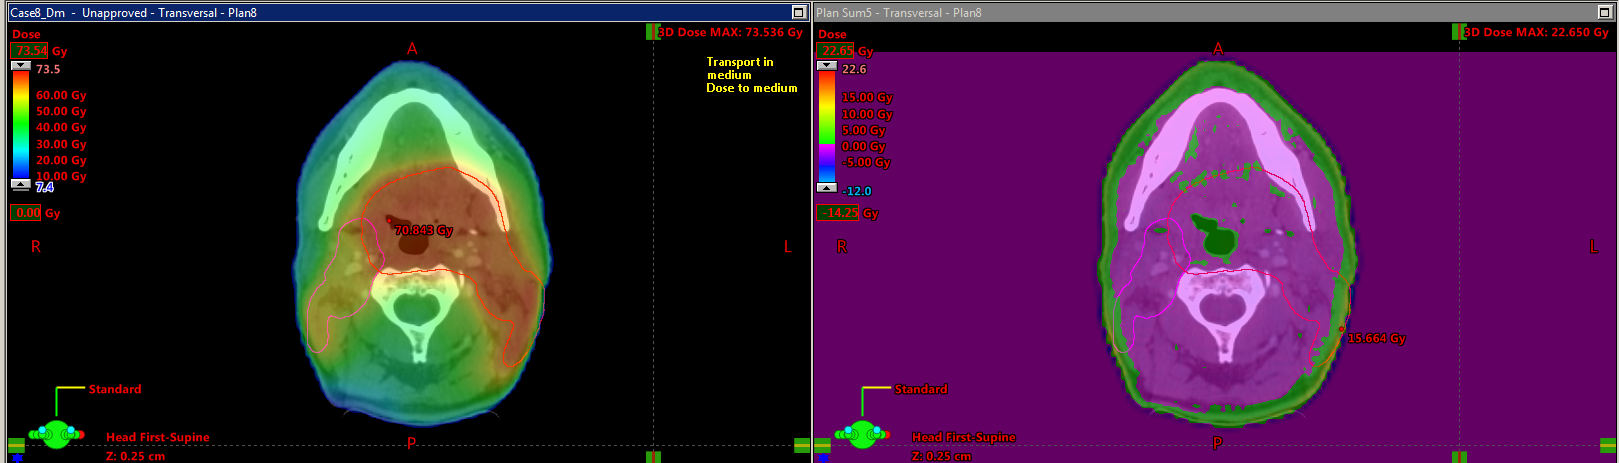 Case8_Dm - Unapproved - Transversal - Plan8
Dose
73.54 Gy
73.5
60.00 Gy
50.00 Gy
40.00 Gy
30.00 Gy
20.00 Gy
10.00 Gy
7.4
0.00 Gy
3D Dose MAX: 73.536 Gy
A
Transport in
medium
Dose to medium
70.843 Gy
R
L
Standard
Head First-Supine
Z: 0.25 cm
P
Plan Sum5 - Transversal - Plan8
Dose
22.65 Gy
22.6
15.00 Gy
10.00 Gy
5.00 Gy
0.00 Gy
-5.00 Gy
-12.0
-14.25 Gy
3D Dose MAX: 22.650 Gy
A
R
L
15.664 Gy
Standard
Head First-Supine
Z: 0.25 cm
P